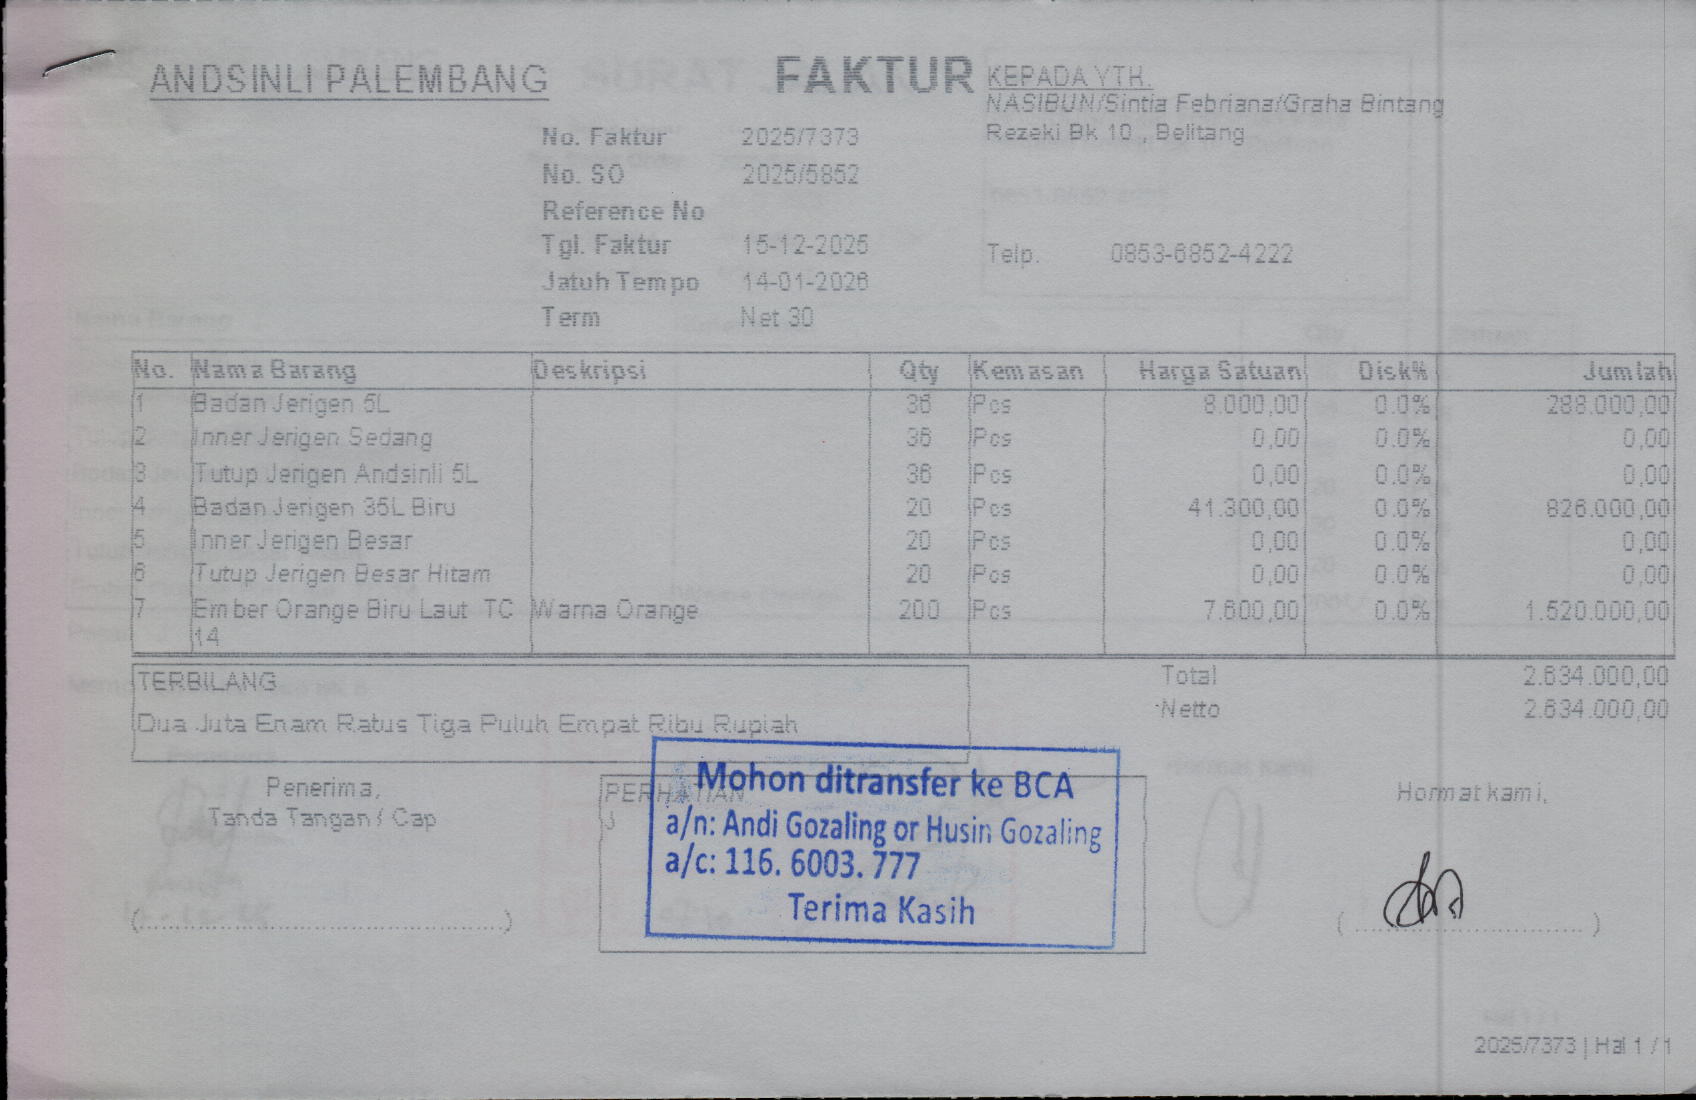 ANDSINLI PALEMBANG
FAKTUR
KEPADA YTH.
NASIBUN/Sintia Febriana/Graha Bintang
Rezeki Bk 10 , Belitang
No. Faktur 2025/7373
No. SO 2025/5852
Reference No
Tgl. Faktur 15-12-2025
Telp. 0853-6852-4222
Jatuh Tempo 14-01-2026
Term Net 30
No. Nama Barang Deskripsi Qty Kemasan Harga Satuan Disk% Jumlah
1 Badan Jerigen 5L 36 Pcs 8.000,00 0.0% 288.000,00
2 Inner Jerigen Sedang 36 Pcs 0,00 0.0% 0,00
3 Tutup Jerigen Andsinli 5L 36 Pcs 0,00 0.0% 0,00
4 Badan Jerigen 35L Biru 20 Pcs 41.300,00 0.0% 826.000,00
5 Inner Jerigen Besar 20 Pcs 0,00 0.0% 0,00
6 Tutup Jerigen Besar Hitam 20 Pcs 0,00 0.0% 0,00
7 Ember Orange Biru Laut TC Warna Orange 200 Pcs 7.600,00 0.0% 1.520.000,00
14
TERBILANG
Dua Juta Enam Ratus Tiga Puluh Empat Ribu Rupiah
Total 2.634.000,00
Netto 2.634.000,00
Penerima,
Tanda Tangan / Cap
(..................................................)
PERHATIAN
Mohon ditransfer ke BCA
a/n: Andi Gozaling or Husin Gozaling
a/c: 116. 6003. 777
Terima Kasih
Hormat kami,
( ................................ )
2025/7373 | Hal 1 / 1